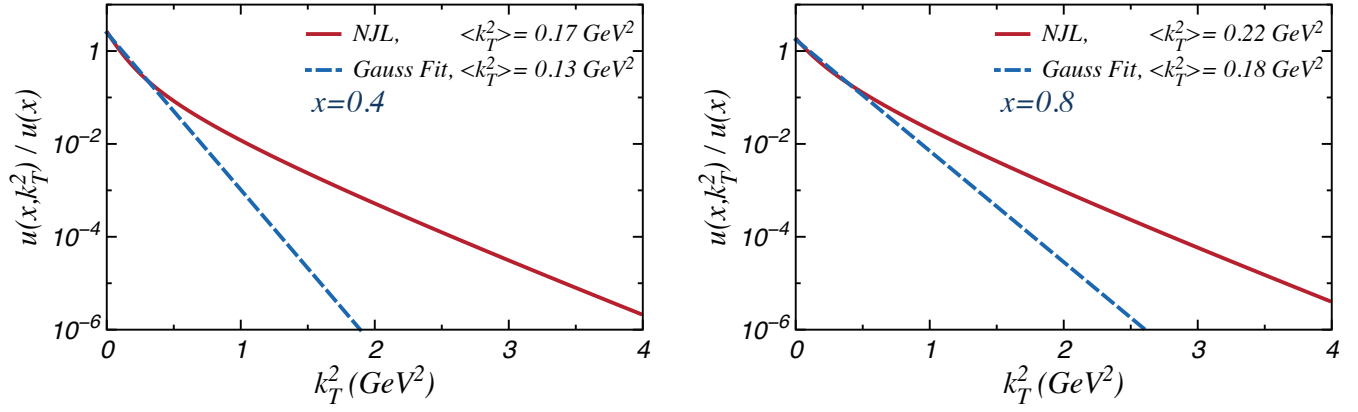 NJL, <k_T^2>= 0.17 GeV^2
Gauss Fit, <k_T^2>= 0.13 GeV^2
x=0.4
u(x,k_T^2) / u(x)
1
10^−2
10^−4
10^−6
0 1 2 3 4
k_T^2 (GeV^2)
NJL, <k_T^2>= 0.22 GeV^2
Gauss Fit, <k_T^2>= 0.18 GeV^2
x=0.8
u(x,k_T^2) / u(x)
1
10^−2
10^−4
10^−6
0 1 2 3 4
k_T^2 (GeV^2)